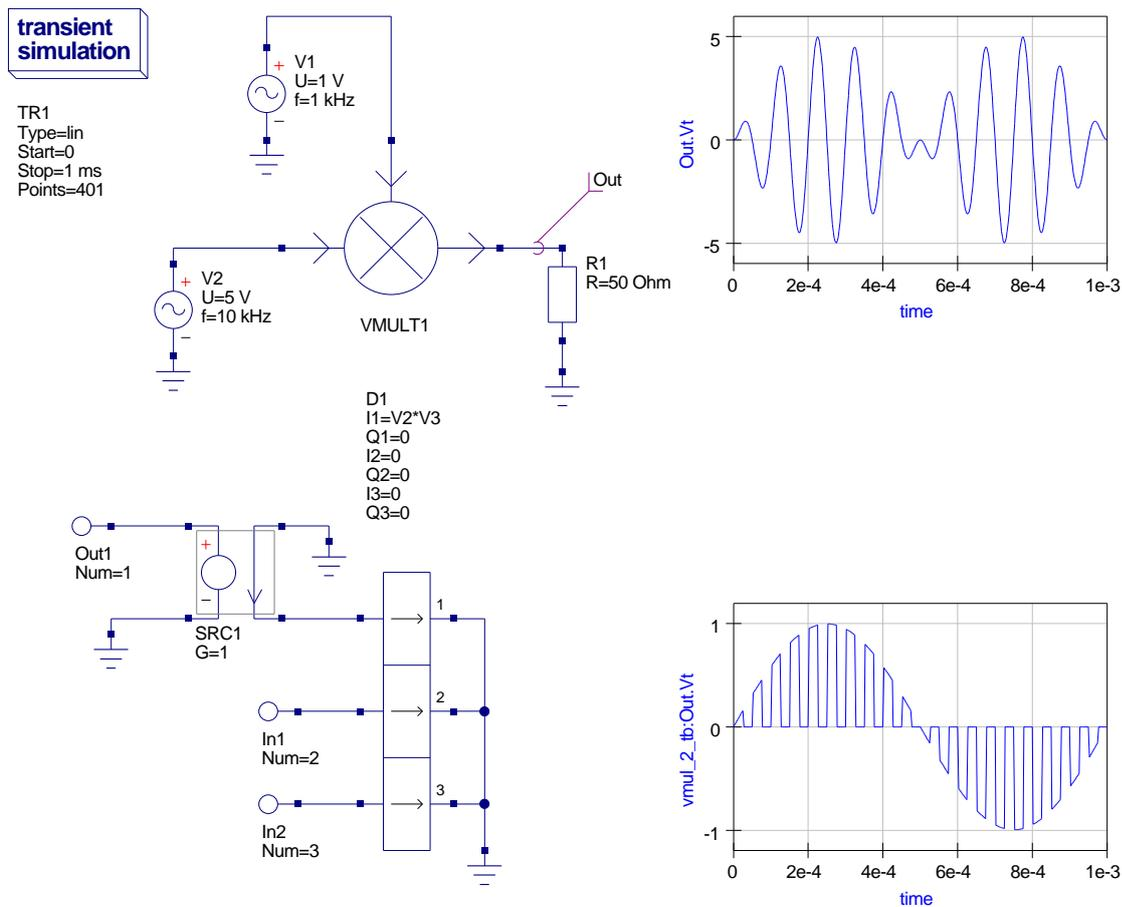 transient
simulation
TR1
Type=lin
Start=0
Stop=1 ms
Points=401
+
V1
U=1 V
f=1 kHz
−
Out
+
V2
U=5 V
f=10 kHz
−
VMULT1
R1
R=50 Ohm
5
0
-5
Out.Vt
0
2e-4
4e-4
6e-4
8e-4
1e-3
time
D1
I1=V2*V3
Q1=0
I2=0
Q2=0
I3=0
Q3=0
Out1
Num=1
+
−
SRC1
G=1
1
2
3
In1
Num=2
In2
Num=3
1
0
-1
vmul_2_tb:Out.Vt
0
2e-4
4e-4
6e-4
8e-4
1e-3
time